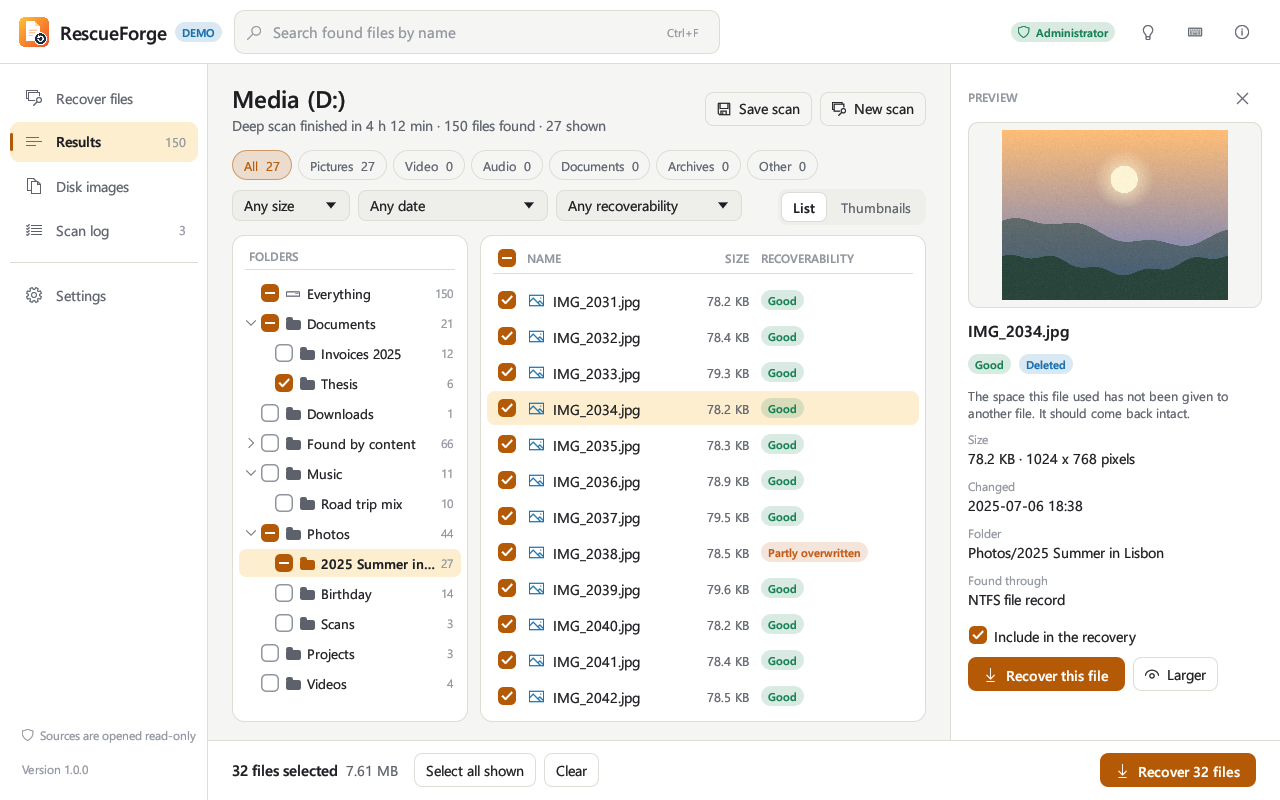 RescueForge DEMO
Search found files by name Ctrl+F
Administrator
Recover files
Results 150
Disk images
Scan log 3
Settings
Sources are opened read-only
Version 1.0.0
Media (D:)
Deep scan finished in 4 h 12 min · 150 files found · 27 shown
Save scan
New scan
All 27
Pictures 27
Video 0
Audio 0
Documents 0
Archives 0
Other 0
Any size
Any date
Any recoverability
List
Thumbnails
FOLDERS
Everything 150
Documents 21
Invoices 2025 12
Thesis 6
Downloads 1
Found by content 66
Music 11
Road trip mix 10
Photos 44
2025 Summer in... 27
Birthday 14
Scans 3
Projects 3
Videos 4
NAME SIZE RECOVERABILITY
IMG_2031.jpg 78.2 KB Good
IMG_2032.jpg 78.4 KB Good
IMG_2033.jpg 79.3 KB Good
IMG_2034.jpg 78.2 KB Good
IMG_2035.jpg 78.3 KB Good
IMG_2036.jpg 78.9 KB Good
IMG_2037.jpg 79.5 KB Good
IMG_2038.jpg 78.5 KB Partly overwritten
IMG_2039.jpg 79.6 KB Good
IMG_2040.jpg 78.2 KB Good
IMG_2041.jpg 78.4 KB Good
IMG_2042.jpg 78.5 KB Good
PREVIEW
IMG_2034.jpg
Good Deleted
The space this file used has not been given to
another file. It should come back intact.
Size
78.2 KB · 1024 x 768 pixels
Changed
2025-07-06 18:38
Folder
Photos/2025 Summer in Lisbon
Found through
NTFS file record
Include in the recovery
Recover this file
Larger
32 files selected 7.61 MB
Select all shown
Clear
Recover 32 files